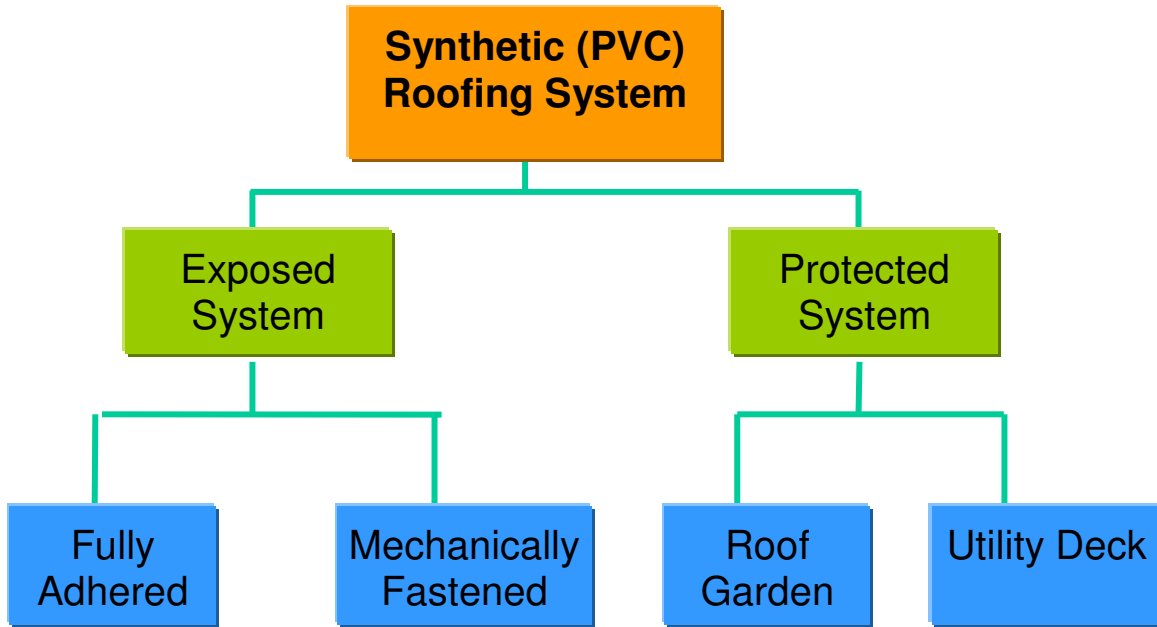 Synthetic (PVC)
Roofing System
Exposed
System
Protected
System
Fully
Adhered
Mechanically
Fastened
Roof
Garden
Utility Deck